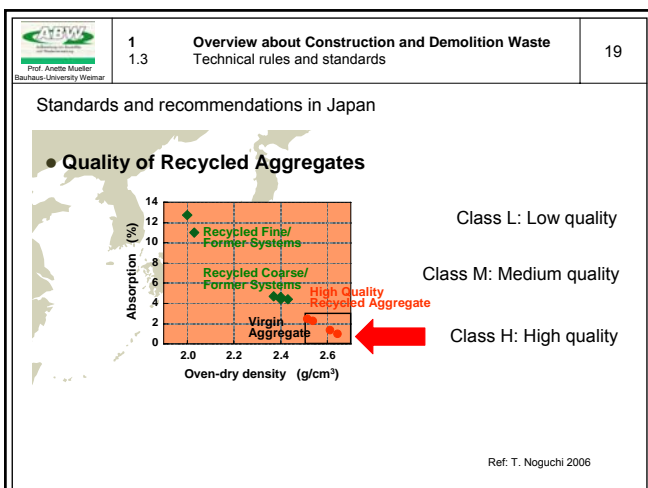 ABW
Prof. Anette Mueller
Bauhaus-University Weimar
1 Overview about Construction and Demolition Waste
1.3 Technical rules and standards
19
Standards and recommendations in Japan
• Quality of Recycled Aggregates
Absorption (%)
14
12
10
8
6
4
2
0
Recycled Fine/
Former Systems
Recycled Coarse/
Former Systems
High Quality
Recycled Aggregate
Virgin
Aggregate
2.0 2.2 2.4 2.6
Oven-dry density (g/cm³)
Class L: Low quality
Class M: Medium quality
Class H: High quality
Ref: T. Noguchi 2006